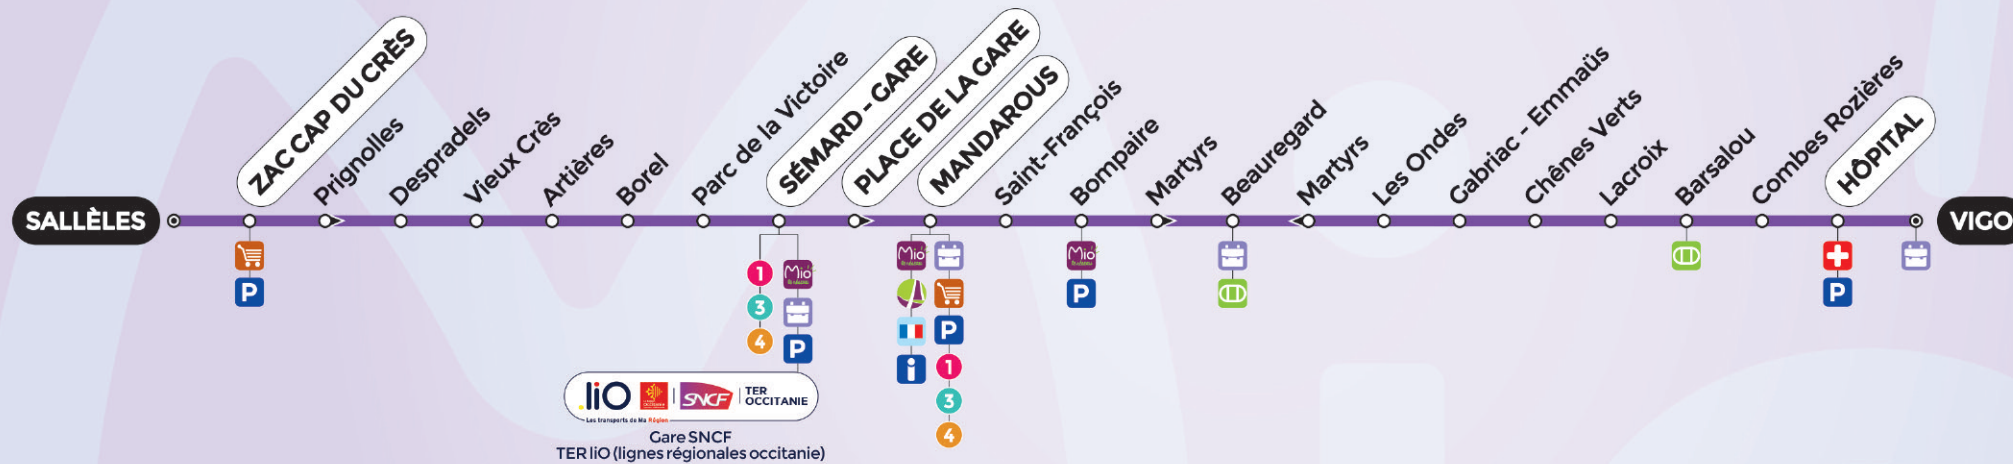 SALLÈLES
ZAC CAP DU CRÈS
Prignolles
Despradels
Vieux Crès
Artières
Borel
Parc de la Victoire
SÉMARD - GARE
PLACE DE LA GARE
MANDAROUS
Saint-François
Bompaire
Martyrs
Beauregard
Martyrs
Les Ondes
Gabriac - Emmaüs
Chênes Verts
Lacroix
Barsalou
Combes Rozières
HÔPITAL
VIGO
P
1
3
4
Mio
P
Mio
i
P
1
3
4
Mio
P
P
liO
SNCF
TER
OCCITANIE
Les transports de Ma Région
Gare SNCF
TER liO (lignes régionales occitanie)